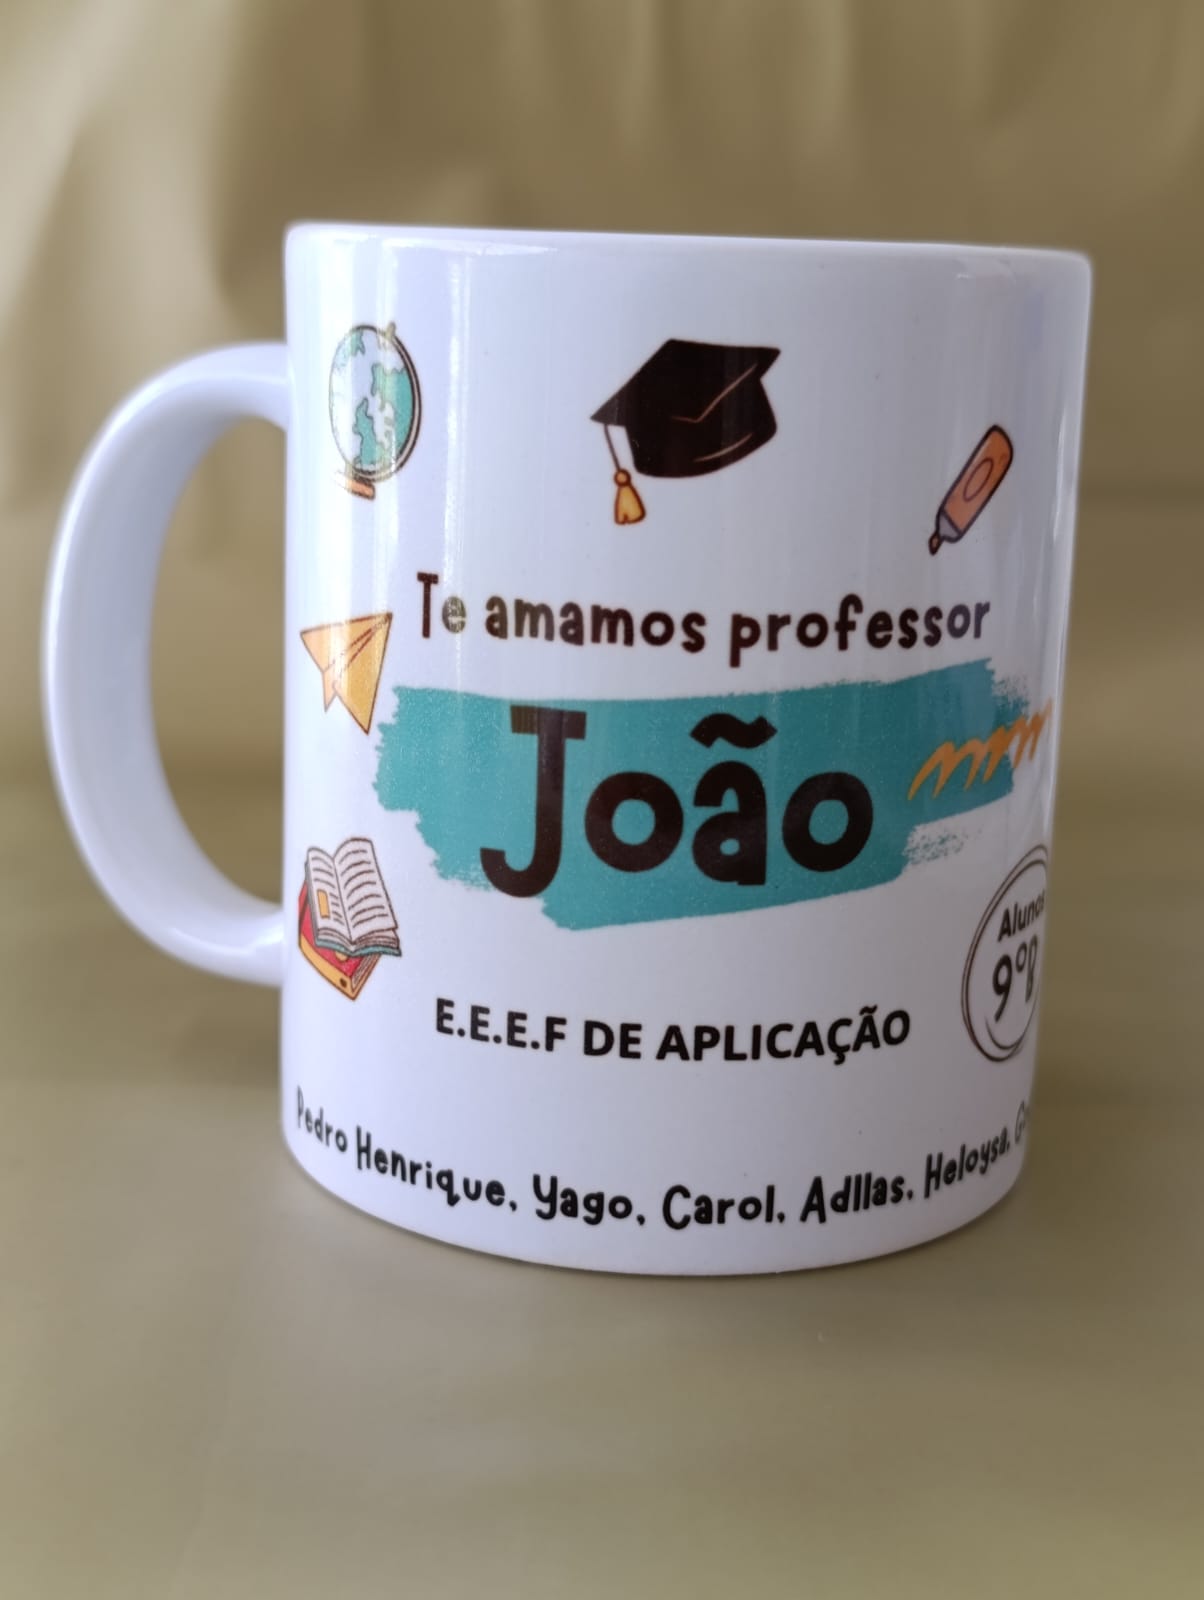 Te amamos professor
João
Alunos
9ºB
E.E.E.F DE APLICAÇÃO
Pedro Henrique, Yago, Carol, Adllas, Heloysa,